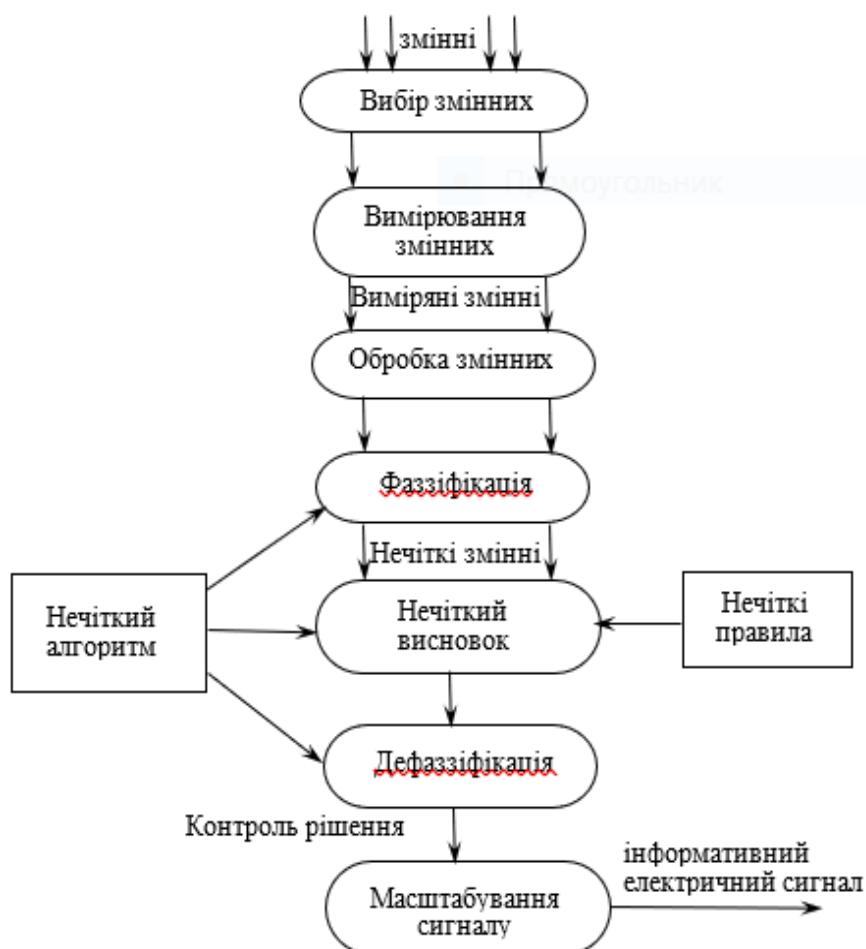 змінні
Вибір змінних
Прямоугольник
Вимірювання
змінних
Виміряні змінні
Обробка змінних
Фаззіфікація
Нечіткі змінні
Нечіткий
алгоритм
Нечіткий
висновок
Нечіткі
правила
Дефаззіфікація
Контроль рішення
Масштабування
сигналу
інформативний
електричний сигнал